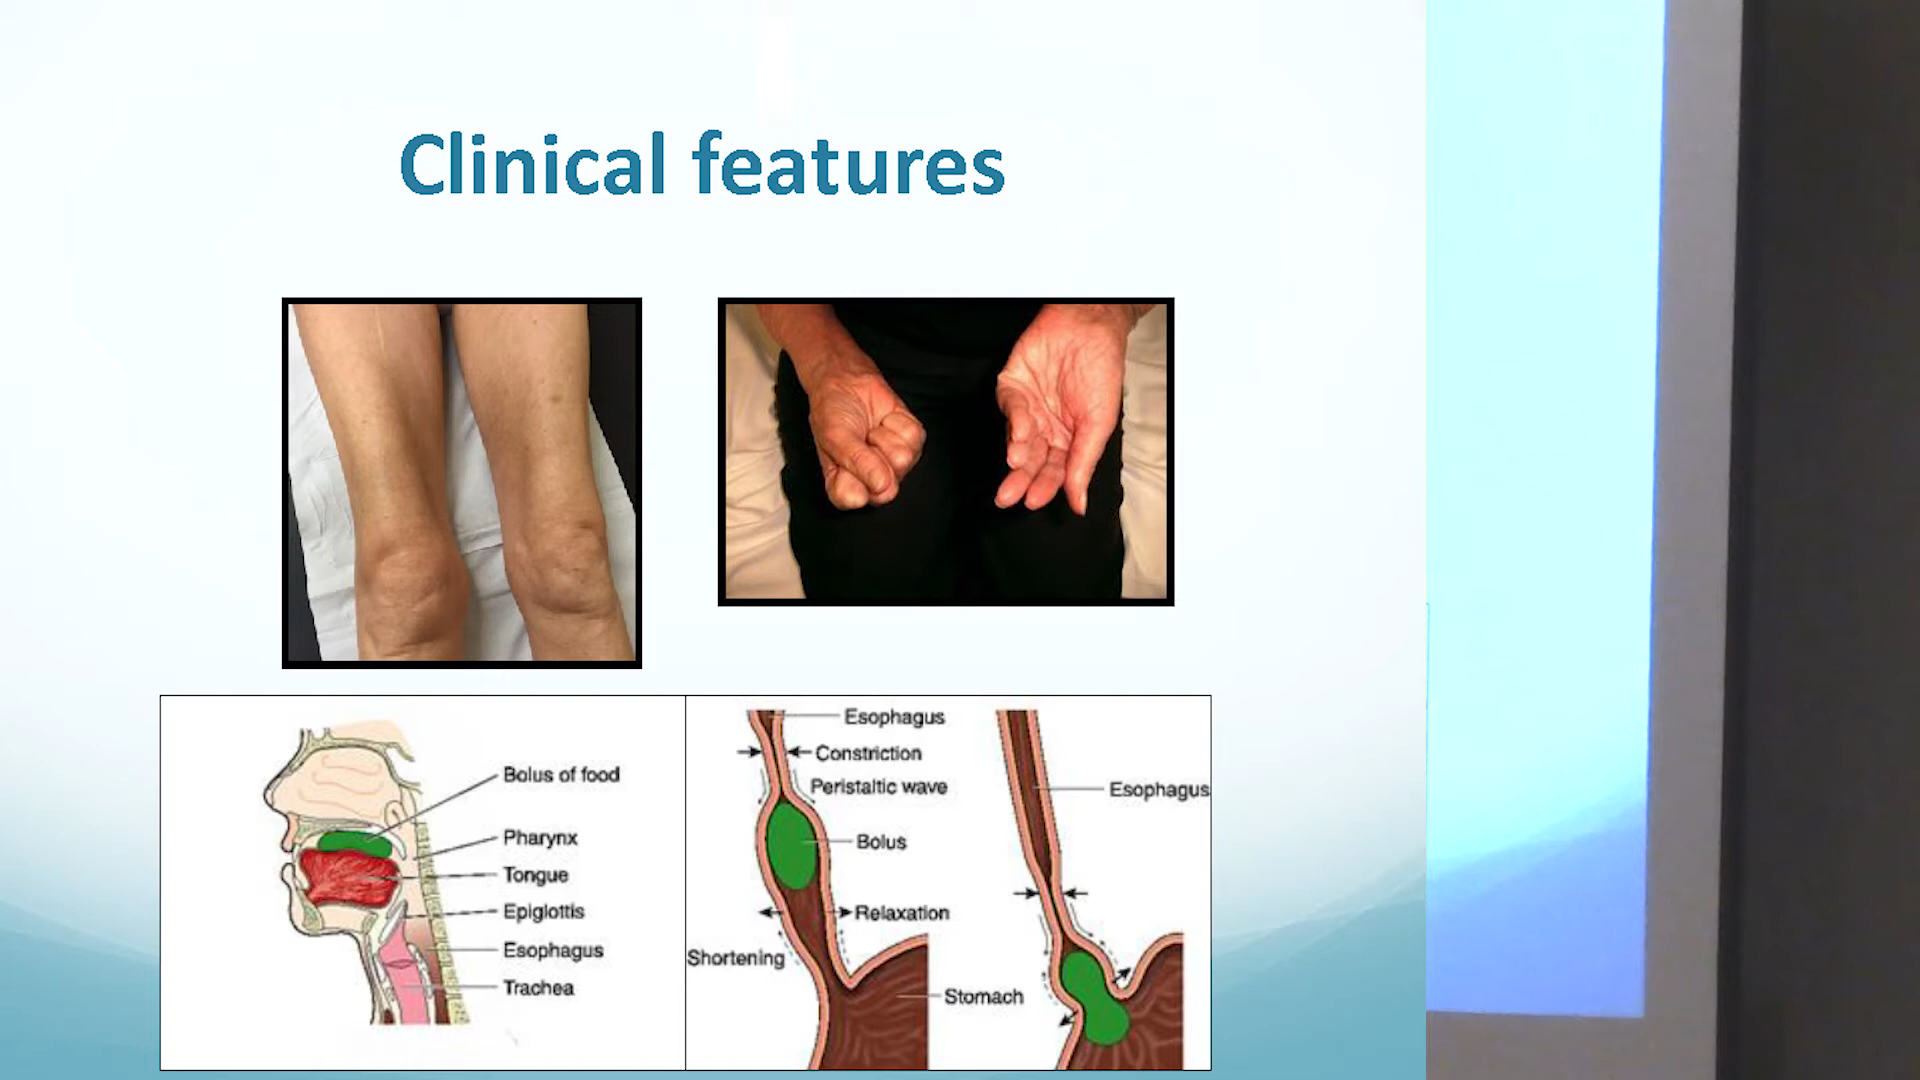 Clinical features
Bolus of food
Pharynx
Tongue
Epiglottis
Esophagus
Trachea
Esophagus
Constriction
Peristaltic wave
Bolus
Relaxation
Shortening
Stomach
Esophagus